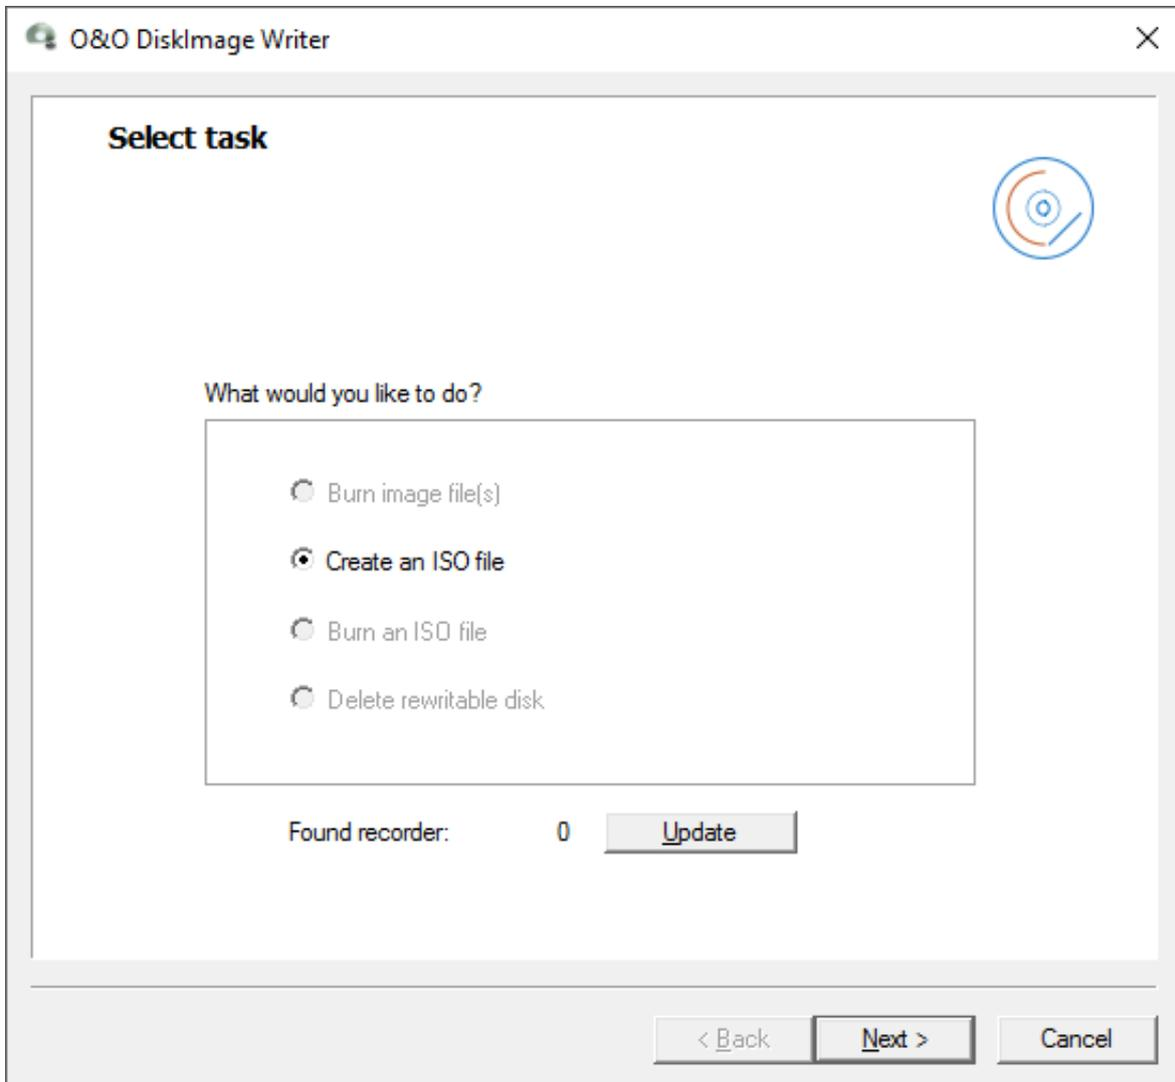 O&O DiskImage Writer
Select task
What would you like to do?
Burn image file(s)
Create an ISO file
Burn an ISO file
Delete rewritable disk
Found recorder: 0 Update
< Back Next > Cancel